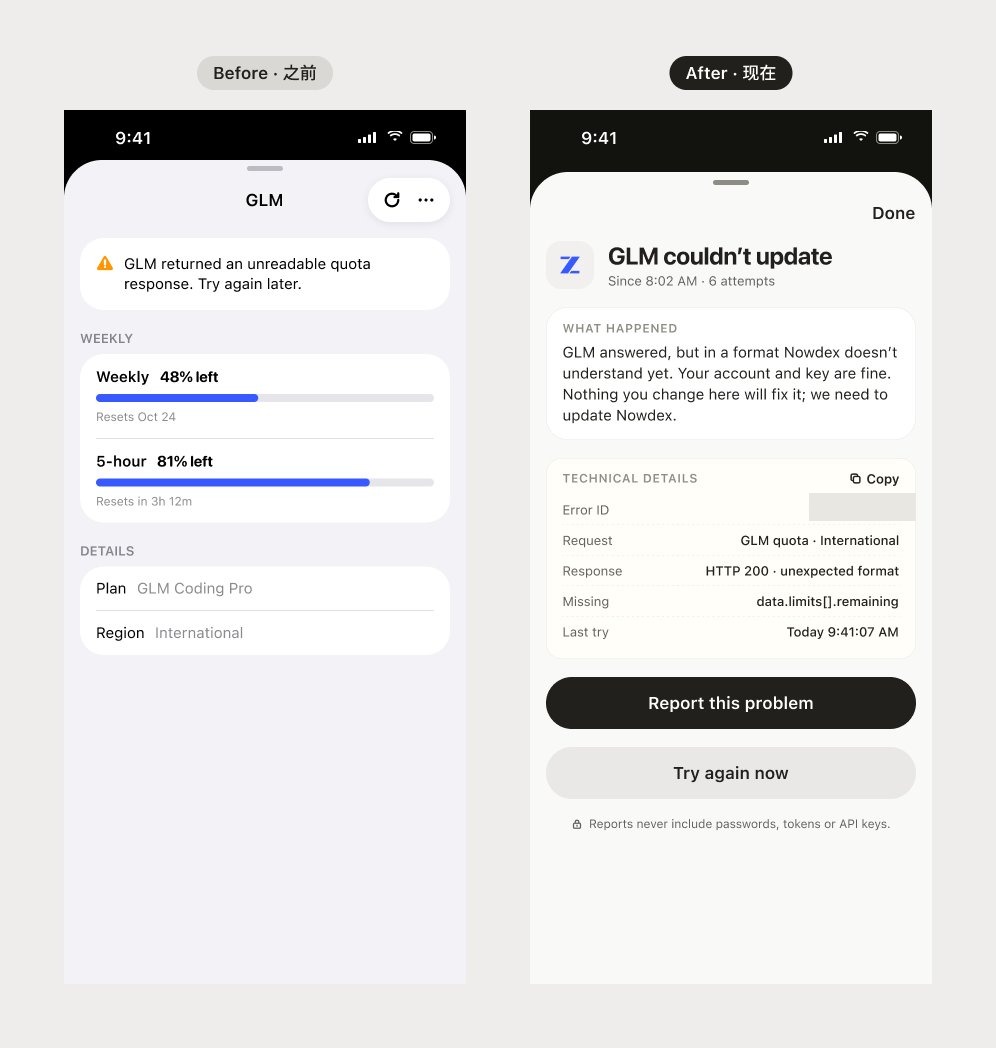 Before · 之前
9:41
GLM
GLM returned an unreadable quota
response. Try again later.
WEEKLY
Weekly 48% left
Resets Oct 24
5-hour 81% left
Resets in 3h 12m
DETAILS
Plan GLM Coding Pro
Region International
After · 现在
9:41
Done
GLM couldn’t update
Since 8:02 AM · 6 attempts
WHAT HAPPENED
GLM answered, but in a format Nowdex doesn’t
understand yet. Your account and key are fine.
Nothing you change here will fix it; we need to
update Nowdex.
TECHNICAL DETAILS Copy
Error ID
Request GLM quota · International
Response HTTP 200 · unexpected format
Missing data.limits[].remaining
Last try Today 9:41:07 AM
Report this problem
Try again now
Reports never include passwords, tokens or API keys.